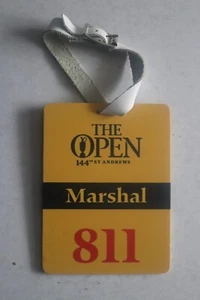 THE
OPEN
144TH ST ANDREWS
Marshal
811